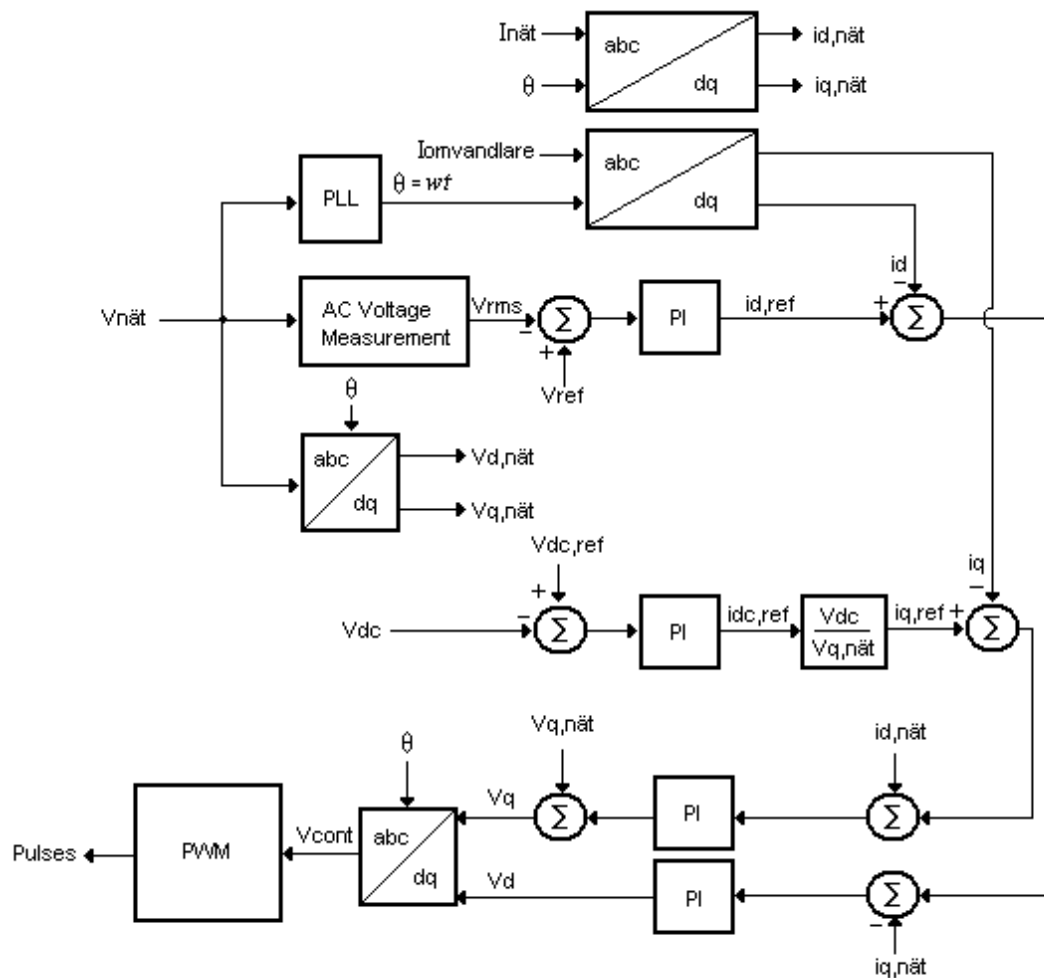 Inät
abc
id,nät
θ
dq
iq,nät
Iomvandlare
abc
θ = wt
PLL
dq
id
−
Vnät
AC Voltage
Measurement
Vrms
−
Σ
+
Vref
PI
id,ref
+
Σ
θ
abc
dq
Vd,nät
Vq,nät
Vdc,ref
+
−
Σ
Vdc
PI
idc,ref
Vdc
Vq,nät
iq,ref
+
iq
−
Σ
Vq,nät
id,nät
θ
Pulses
PWM
Vcont
abc
dq
Vq
Σ
PI
Σ
Vd
PI
Σ
−
iq,nät